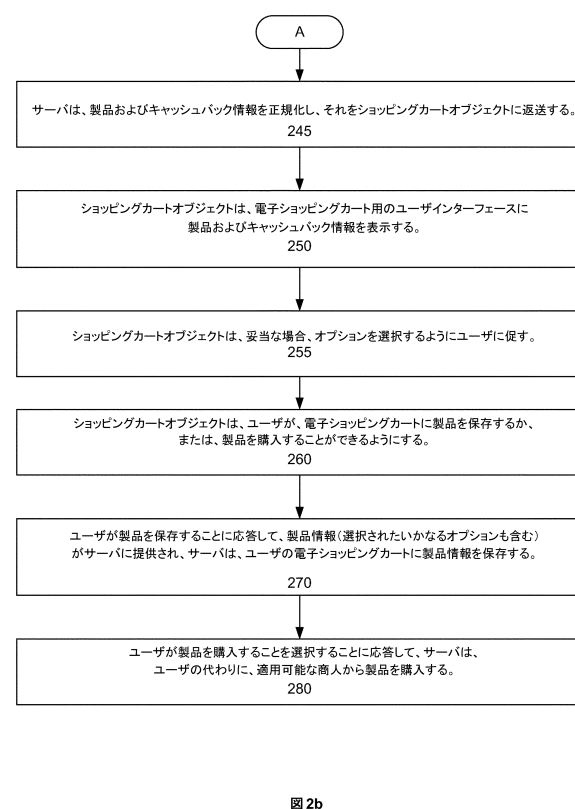 A
サーバは、製品およびキャッシュバック情報を正規化し、それをショッピングカートオブジェクトに返送する。
245
ショッピングカートオブジェクトは、電子ショッピングカート用のユーザインターフェースに
製品およびキャッシュバック情報を表示する。
250
ショッピングカートオブジェクトは、妥当な場合、オプションを選択するようにユーザに促す。
255
ショッピングカートオブジェクトは、ユーザが、電子ショッピングカートに製品を保存するか、
または、製品を購入することができるようにする。
260
ユーザが製品を保存することに応答して、製品情報（選択されたいかなるオプションも含む）
がサーバに提供され、サーバは、ユーザの電子ショッピングカートに製品情報を保存する。
270
ユーザが製品を購入することを選択することに応答して、サーバは、
ユーザの代わりに、適用可能な商人から製品を購入する。
280
図 2b